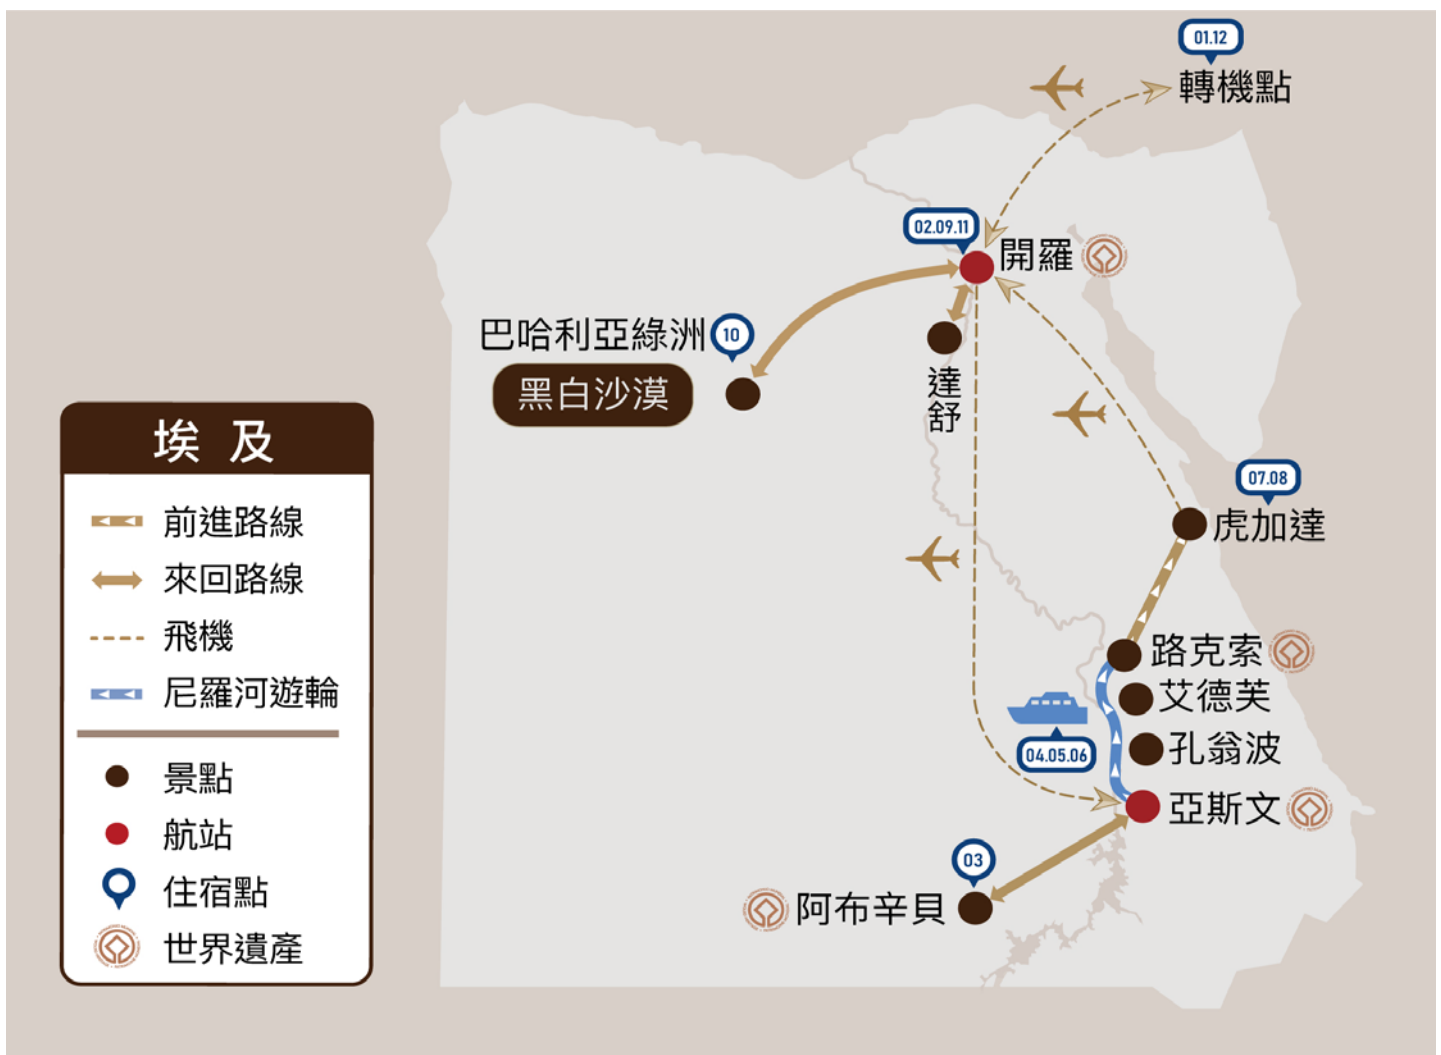 01.12
轉機點
02.09.11
開羅
巴哈利亞綠洲
10
黑白沙漠
達舒
埃及
前進路線
來回路線
飛機
尼羅河遊輪
景點
航站
住宿點
世界遺產
07.08
虎加達
路克索
艾德芙
04.05.06
孔翁波
亞斯文
03
阿布辛貝